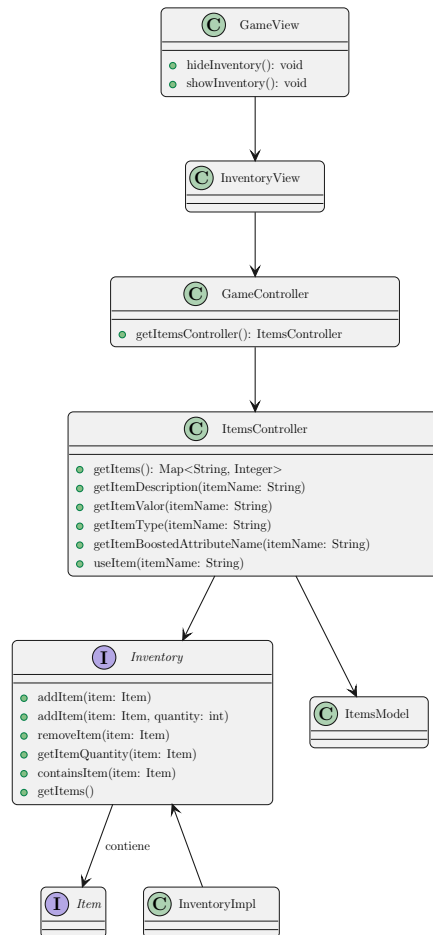 C GameView
hideInventory(): void
showInventory(): void
C InventoryView
C GameController
getItemsController(): ItemsController
C ItemsController
getItems(): Map<String, Integer>
getItemDescription(itemName: String)
getItemValor(itemName: String)
getItemType(itemName: String)
getItemBoostedAttributeName(itemName: String)
useItem(itemName: String)
I Inventory
addItem(item: Item)
addItem(item: Item, quantity: int)
removeItem(item: Item)
getItemQuantity(item: Item)
containsItem(item: Item)
getItems()
C ItemsModel
contiene
I Item
C InventoryImpl